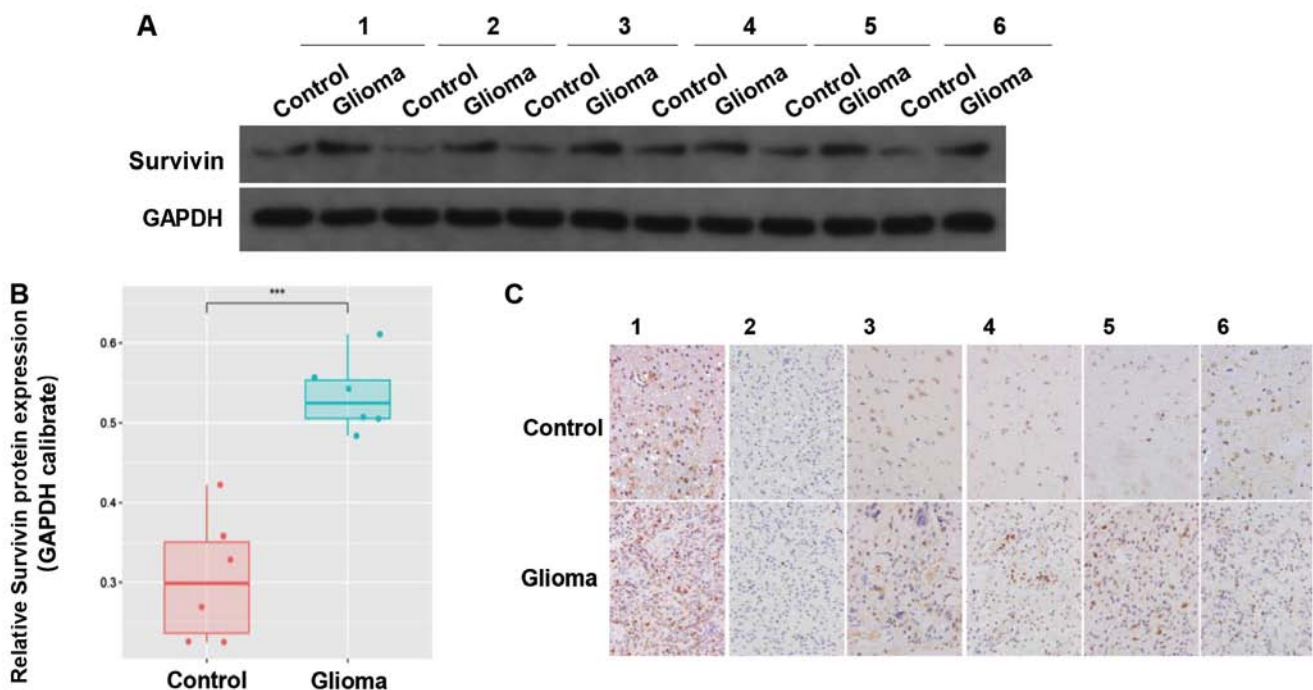 A
1 2 3 4 5 6
Control Glioma Control Glioma Control Glioma Control Glioma Control Glioma Control Glioma
Survivin
GAPDH
B
Relative Survivin protein expression
(GAPDH calibrate)
***
0.6
0.5
0.4
0.3
Control Glioma
C
1 2 3 4 5 6
Control
Glioma